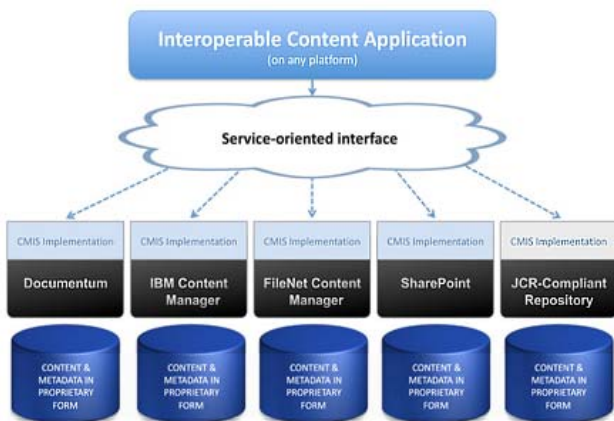 Interoperable Content Application
(on any platform)
Service-oriented interface
CMIS Implementation
CMIS Implementation
CMIS Implementation
CMIS Implementation
CMIS Implementation
Documentum
IBM Content
Manager
FileNet Content
Manager
SharePoint
JCR-Compliant
Repository
CONTENT &
METADATA IN
PROPRIETARY
FORM
CONTENT &
METADATA IN
PROPRIETARY
FORM
CONTENT &
METADATA IN
PROPRIETARY
FORM
CONTENT &
METADATA IN
PROPRIETARY
FORM
CONTENT &
METADATA IN
PROPRIETARY
FORM